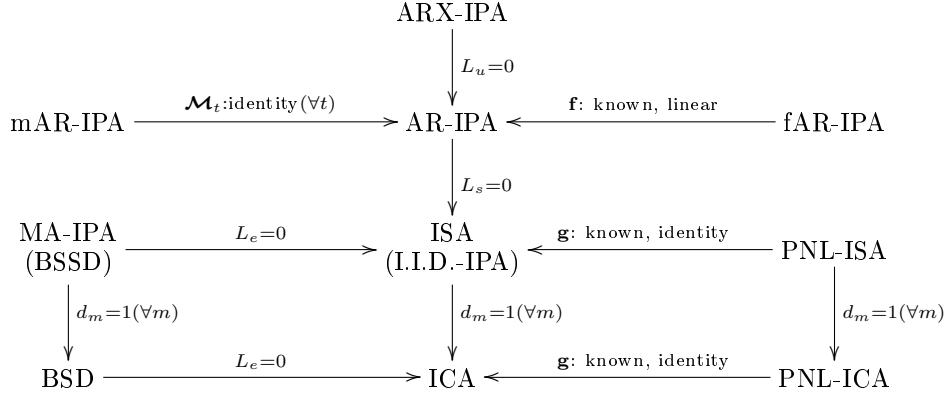 ARX-IPA
L_u=0
𝓜_t:identity(∀t)
f: known, linear
mAR-IPA
AR-IPA
fAR-IPA
L_s=0
MA-IPA
(BSSD)
L_e=0
ISA
(I.I.D.-IPA)
g: known, identity
PNL-ISA
d_m=1(∀m)
d_m=1(∀m)
d_m=1(∀m)
BSD
L_e=0
ICA
g: known, identity
PNL-ICA